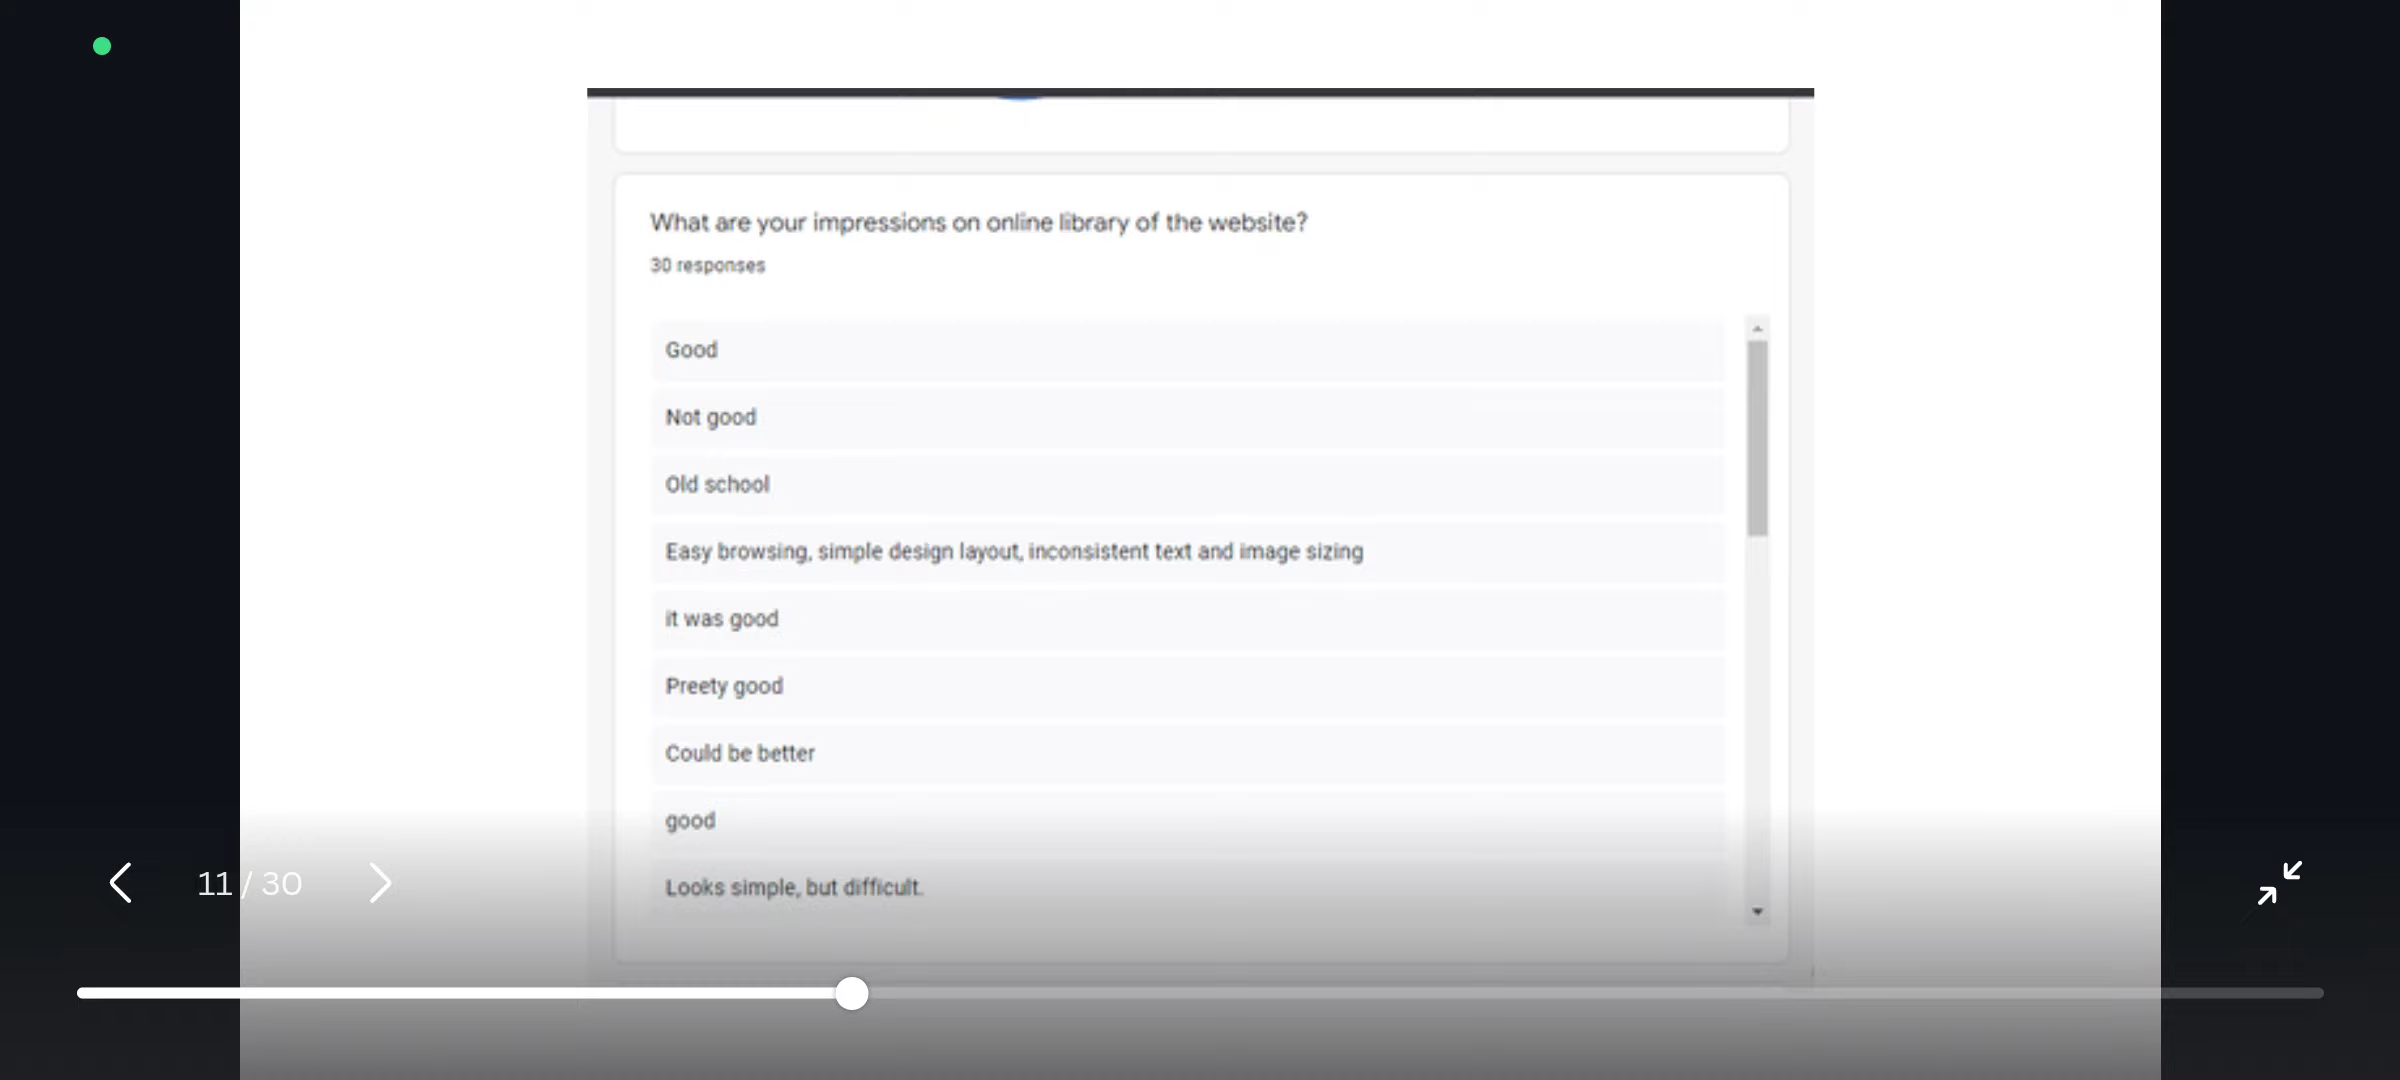 What are your impressions on online library of the website?
30 responses
Good
Not good
Old school
Easy browsing, simple design layout, inconsistent text and image sizing
it was good
Preety good
Could be better
good
Looks simple, but difficult.
11 / 30